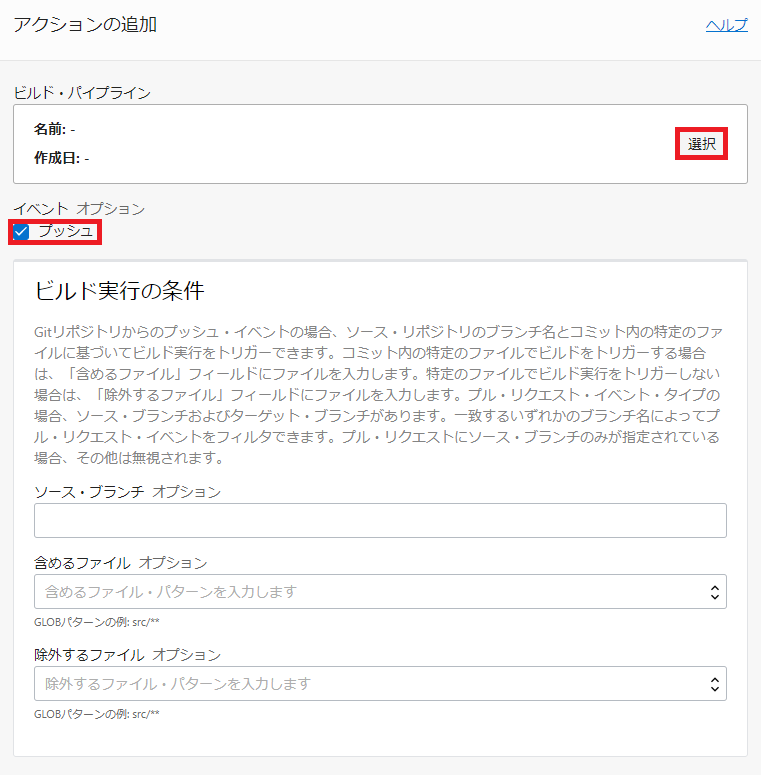 アクションの追加
ヘルプ
ビルド・パイプライン
名前: -
作成日: -
選択
イベント オプション
プッシュ
ビルド実行の条件
Gitリポジトリからのプッシュ・イベントの場合、ソース・リポジトリのブランチ名とコミット内の特定のファ
イルに基づいてビルド実行をトリガーできます。コミット内の特定のファイルでビルドをトリガーする場合
は、「含めるファイル」フィールドにファイルを入力します。特定のファイルでビルド実行をトリガーしない
場合は、「除外するファイル」フィールドにファイルを入力します。プル・リクエスト・イベント・タイプの
場合、ソース・ブランチおよびターゲット・ブランチがあります。一致するいずれかのブランチ名によってプ
ル・リクエスト・イベントをフィルタできます。プル・リクエストにソース・ブランチのみが指定されている
場合、その他は無視されます。
ソース・ブランチ オプション
含めるファイル オプション
含めるファイル・パターンを入力します
GLOBパターンの例: src/**
除外するファイル オプション
除外するファイル・パターンを入力します
GLOBパターンの例: src/**